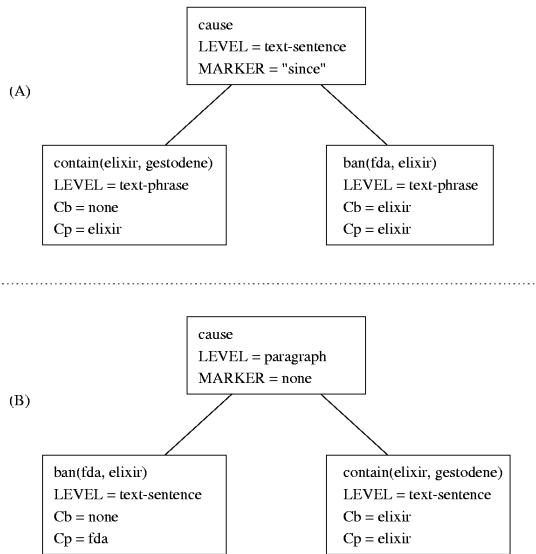 cause
LEVEL = text-sentence
MARKER = "since"
(A)
contain(elixir, gestodene)
LEVEL = text-phrase
Cb = none
Cp = elixir
ban(fda, elixir)
LEVEL = text-phrase
Cb = elixir
Cp = elixir
cause
LEVEL = paragraph
MARKER = none
(B)
ban(fda, elixir)
LEVEL = text-sentence
Cb = none
Cp = fda
contain(elixir, gestodene)
LEVEL = text-sentence
Cb = elixir
Cp = elixir